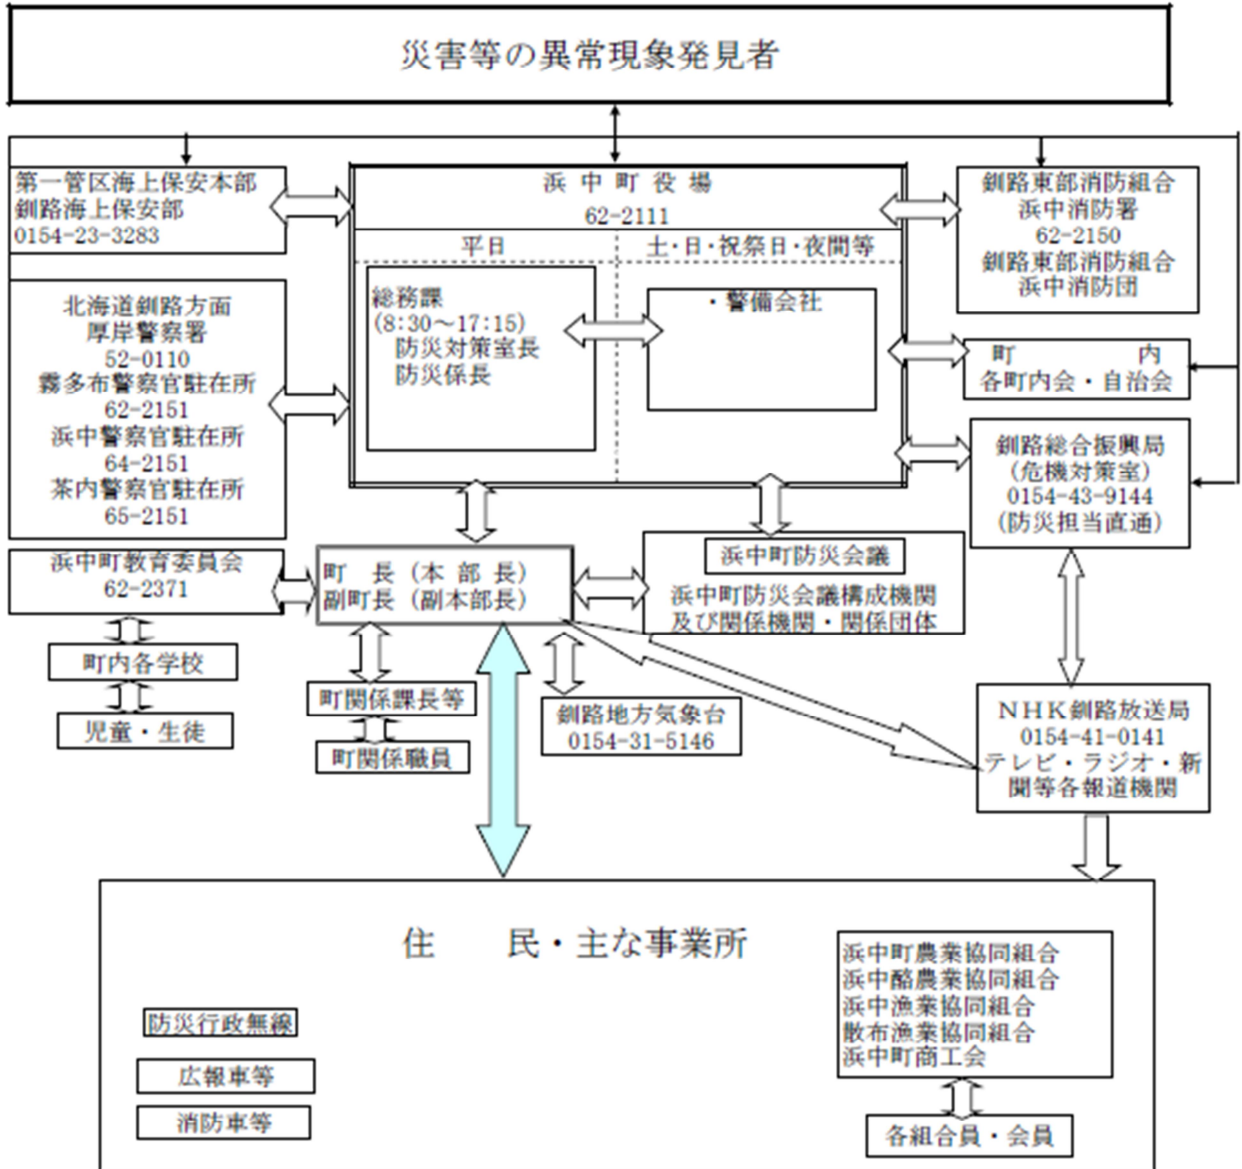 災害等の異常現象発見者
第一管区海上保安本部
釧路海上保安部
0154-23-3283
浜中町役場
62-2111
平日
土・日・祝祭日・夜間等
総務課
(8:30～17:15)
防災対策室長
防災係長
・警備会社
釧路東部消防組合
浜中消防署
62-2150
釧路東部消防組合
浜中消防団
北海道釧路方面
厚岸警察署
52-0110
霧多布警察官駐在所
62-2151
浜中警察官駐在所
64-2151
茶内警察官駐在所
65-2151
町　　　内
各町内会・自治会
釧路総合振興局
(危機対策室)
0154-43-9144
(防災担当直通)
浜中町教育委員会
62-2371
町内各学校
児童・生徒
町　長（本 部 長）
副町長（副本部長）
浜中町防災会議
浜中町防災会議構成機関
及び関係機関・関係団体
町関係課長等
町関係職員
釧路地方気象台
0154-31-5146
ＮＨＫ釧路放送局
0154-41-0141
テレビ・ラジオ・新
聞等各報道機関
住　　民・主な事業所
防災行政無線
広報車等
消防車等
浜中町農業協同組合
浜中酪農業協同組合
浜中漁業協同組合
散布漁業協同組合
浜中町商工会
各組合員・会員